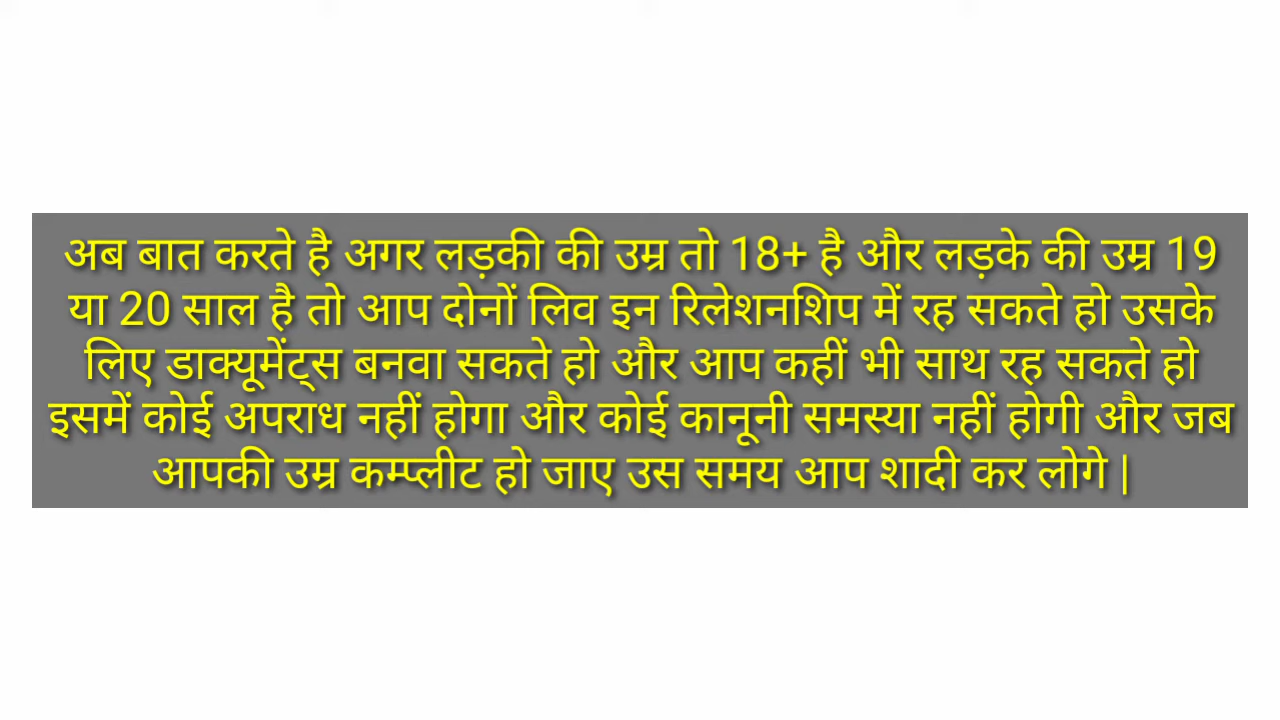 अब बात करते है अगर लड़की की उम्र तो 18+ है और लड़के की उम्र 19
या 20 साल है तो आप दोनों लिव इन रिलेशनशिप में रह सकते हो उसके
लिए डाक्यूमेंट्स बनवा सकते हो और आप कहीं भी साथ रह सकते हो
इसमें कोई अपराध नहीं होगा और कोई कानूनी समस्या नहीं होगी और जब
आपकी उम्र कम्प्लीट हो जाए उस समय आप शादी कर लोगे |